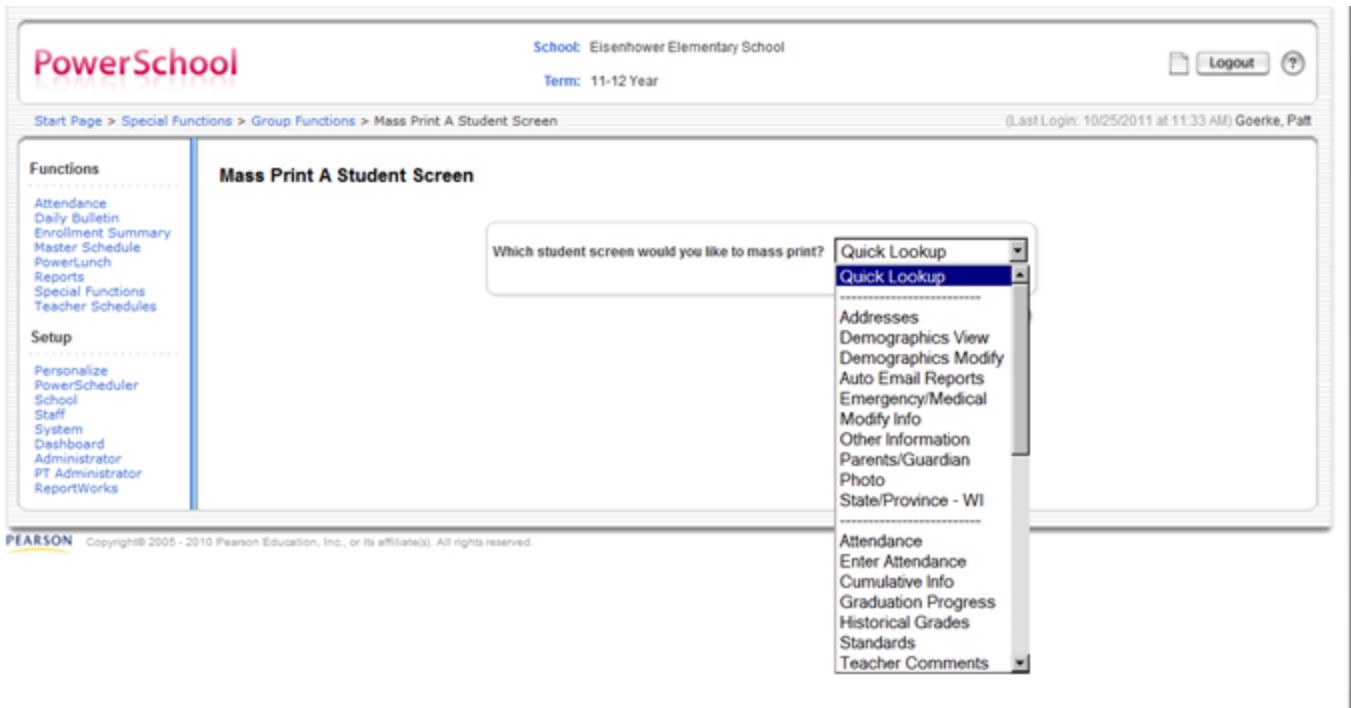 PowerSchool
School: Eisenhower Elementary School
Term: 11-12 Year
Logout ?
Start Page > Special Functions > Group Functions > Mass Print A Student Screen
(Last Login: 10/25/2011 at 11:33 AM) Goerke, Patt
Functions
Attendance
Daily Bulletin
Enrollment Summary
Master Schedule
PowerLunch
Reports
Special Functions
Teacher Schedules
Setup
Personalize
PowerScheduler
School
Staff
System
Dashboard
Administrator
PT Administrator
ReportWorks
Mass Print A Student Screen
Which student screen would you like to mass print? Quick Lookup
Quick Lookup
--------------------------
Addresses
Demographics View
Demographics Modify
Auto Email Reports
Emergency/Medical
Modify Info
Other Information
Parents/Guardian
Photo
State/Province - WI
--------------------------
Attendance
Enter Attendance
Cumulative Info
Graduation Progress
Historical Grades
Standards
Teacher Comments
PEARSON Copyright© 2005 - 2010 Pearson Education, Inc., or its affiliate(s). All rights reserved.